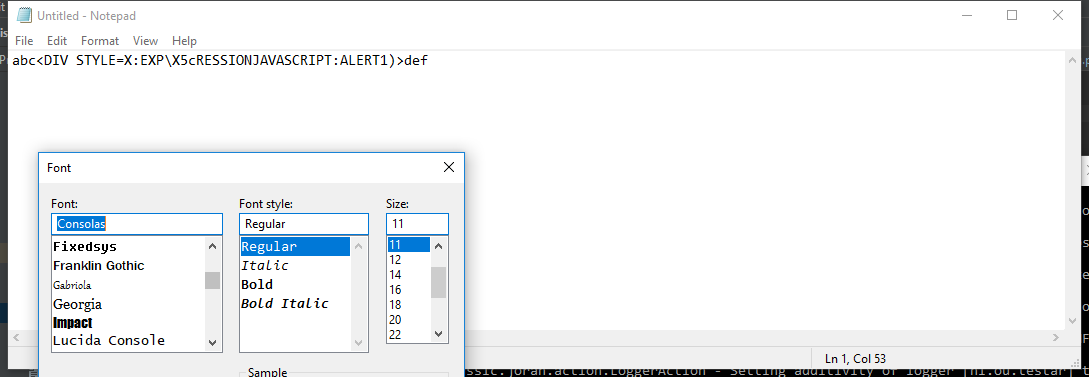 Untitled - Notepad
File Edit Format View Help
abc<DIV STYLE=X:EXP\X5cRESSIONJAVASCRIPT:ALERT1)>def
Font
Font: Font style: Size:
Consolas Regular 11
Fixedsys Regular 11
Franklin Gothic Italic 12
Gabriola Bold 14
Georgia Bold Italic 16
Impact 18
Lucida Console 20
22
Ln 1, Col 53
Sample
ssic.joran.action.LoggerAction - Setting additivity of logger [nl.ou.testar] t